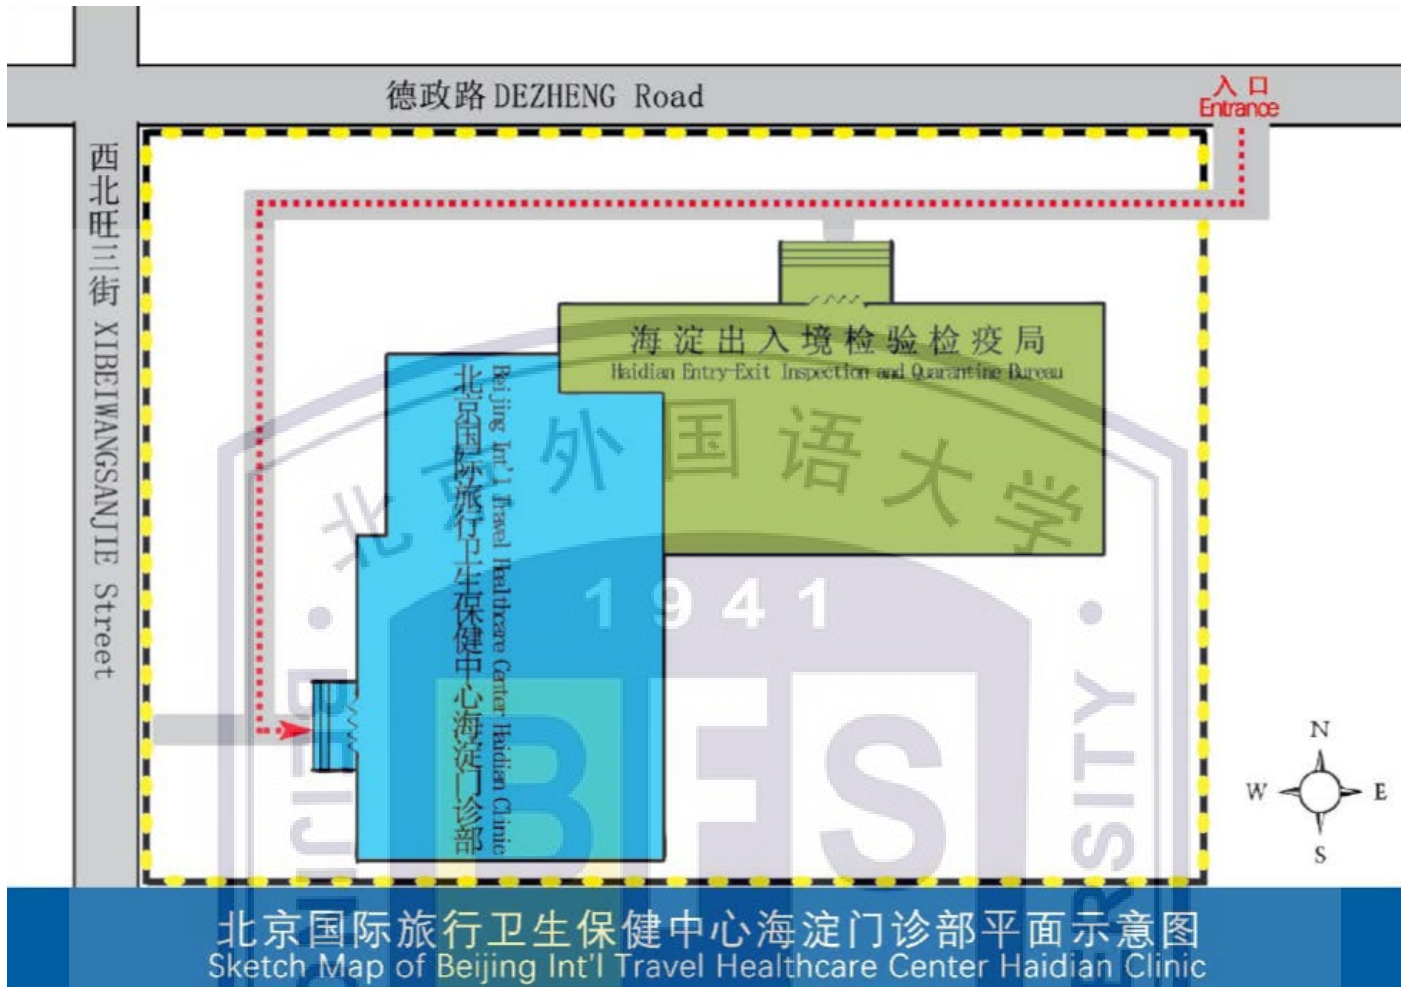 德政路 DEZHENG Road
入口
Entrance
西北旺三街 XIBEIWANGSANJIE Street
海淀出入境检验检疫局
Haidian Entry-Exit Inspection and Quarantine Bureau
北京国际旅行卫生保健中心海淀门诊部
Beijing Int'l Travel Healthcare Center Haidian Clinic
北京外国语大学
1941
BFS
BEIJING
ERSITY
N
W E
S
北京国际旅行卫生保健中心海淀门诊部平面示意图
Sketch Map of Beijing Int'l Travel Healthcare Center Haidian Clinic